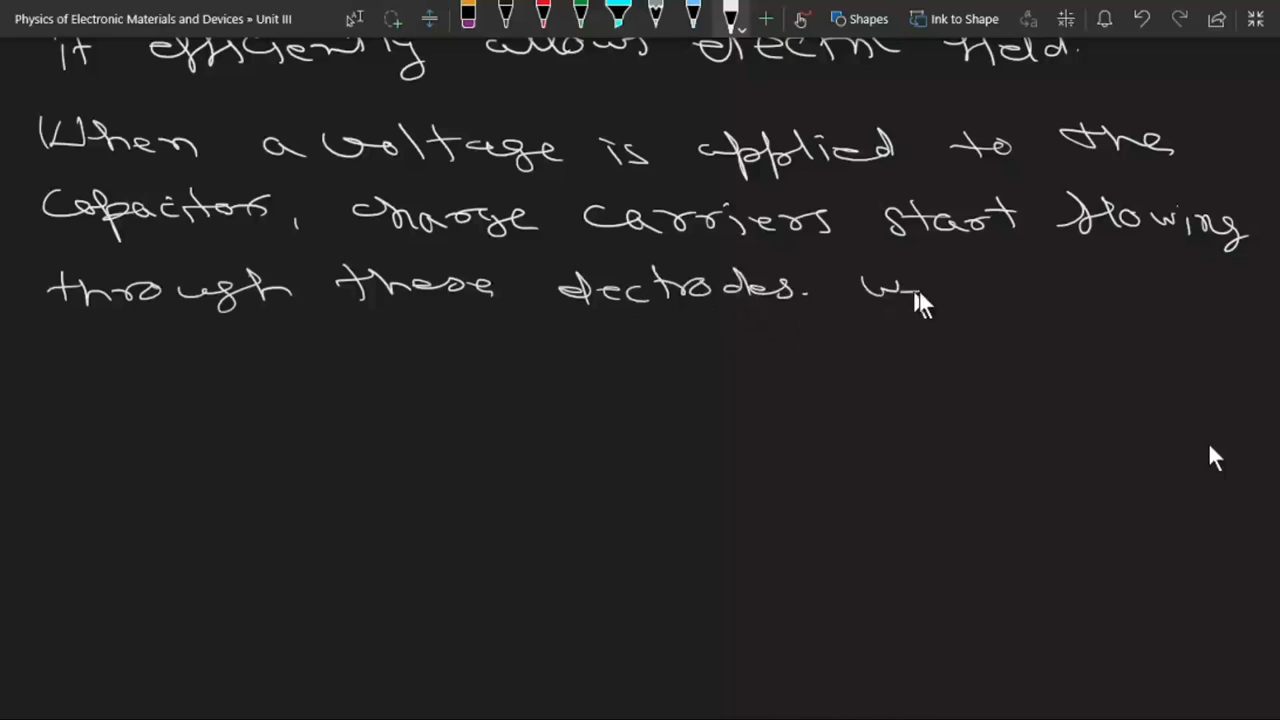 Physics of Electronic Materials and Devices » Unit III
Shapes
Ink to Shape
it efficiently allows electric field.
When a voltage is applied to the
capacitor, charge carriers start flowing
through these electrodes. w